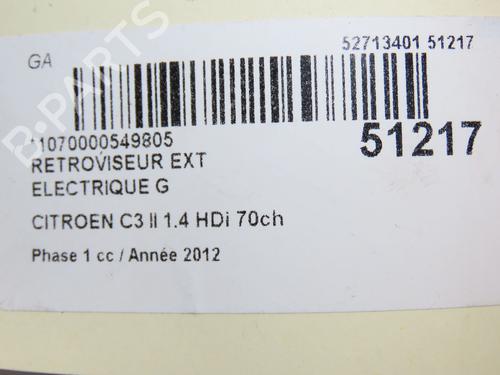 GA
52713401 51217
*1070000549805
51217
RETROVISEUR EXT
ELECTRIQUE G
CITROEN C3 II 1.4 HDi 70ch
Phase 1 cc / Année 2012
B-PARTS